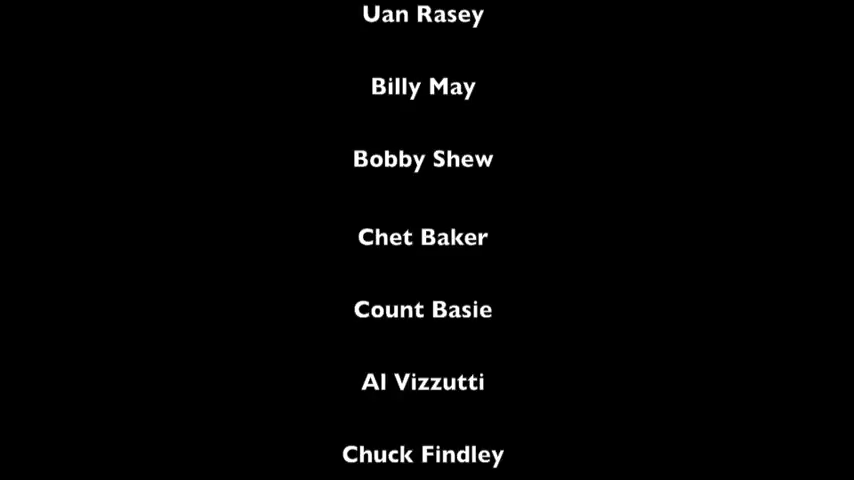 Uan Rasey
Billy May
Bobby Shew
Chet Baker
Count Basie
Al Vizzutti
Chuck Findley